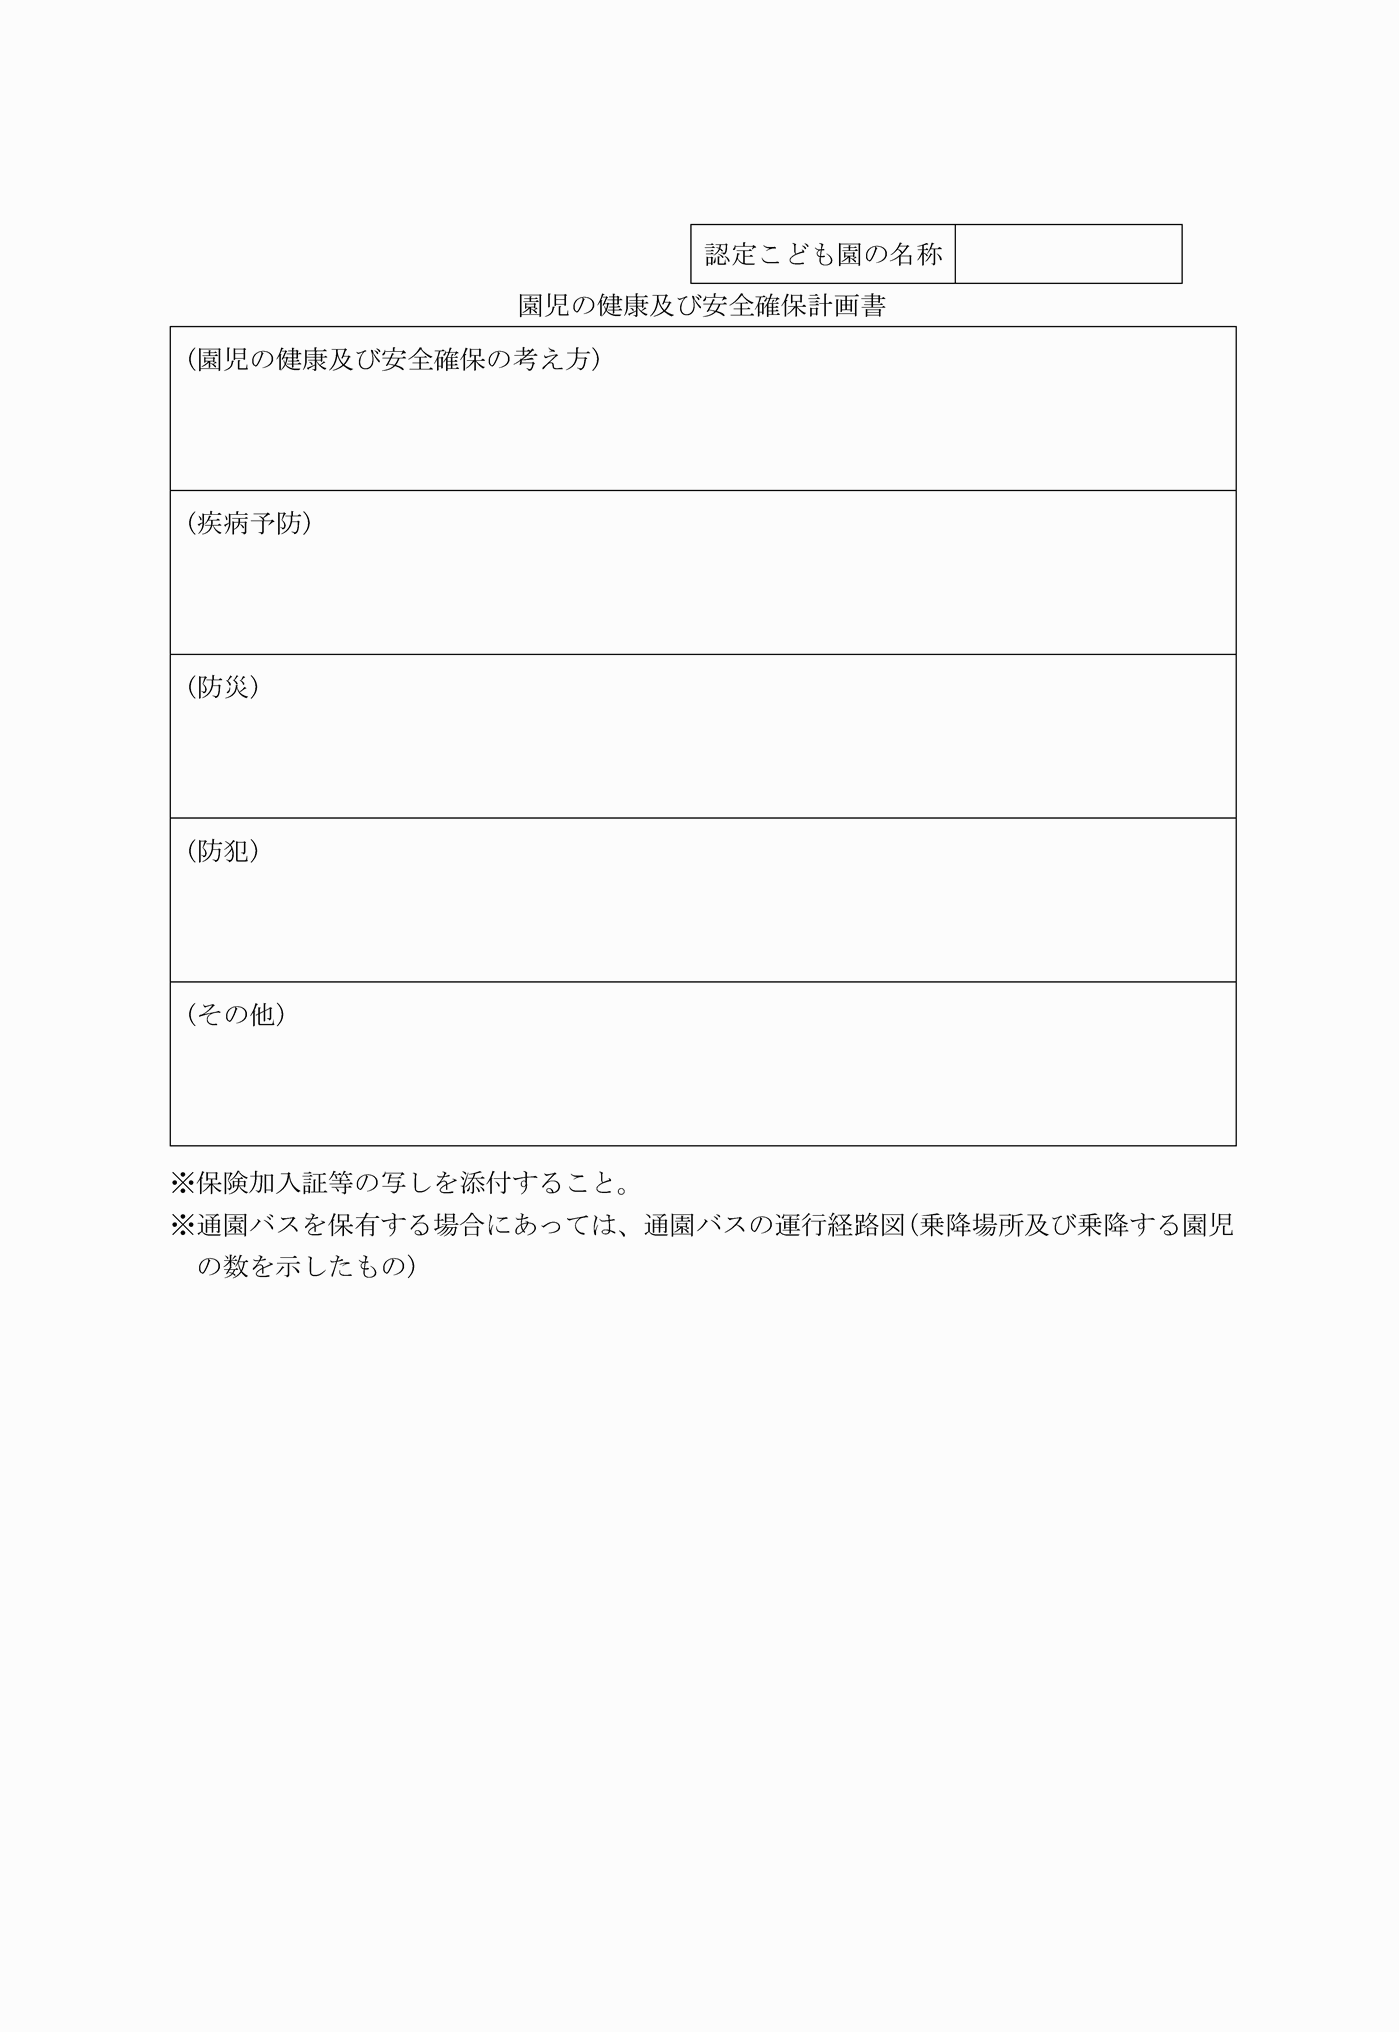 認定こども園の名称
園児の健康及び安全確保計画書
(園児の健康及び安全確保の考え方)
(疾病予防)
(防災)
(防犯)
(その他)
※保険加入証等の写しを添付すること。
※通園バスを保有する場合にあっては、通園バスの運行経路図(乗降場所及び乗降する園児
の数を示したもの)